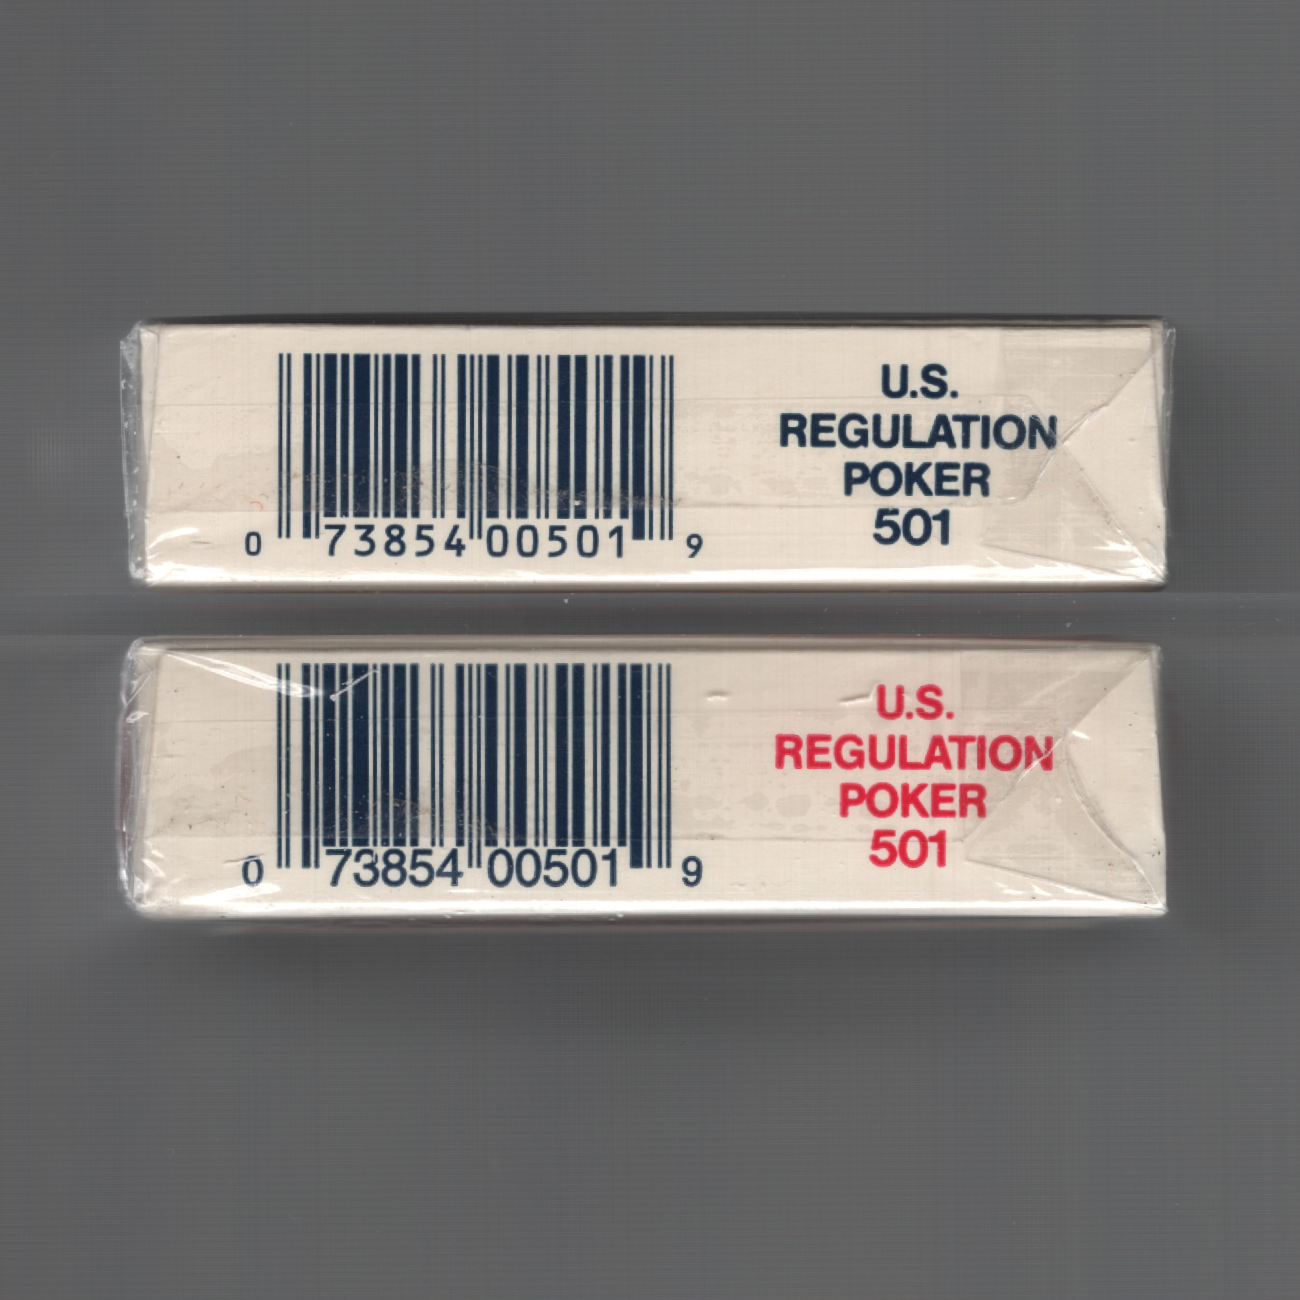 U.S.
REGULATION
POKER
501
0 73854 00501 9
U.S.
REGULATION
POKER
501
0 73854 00501 9